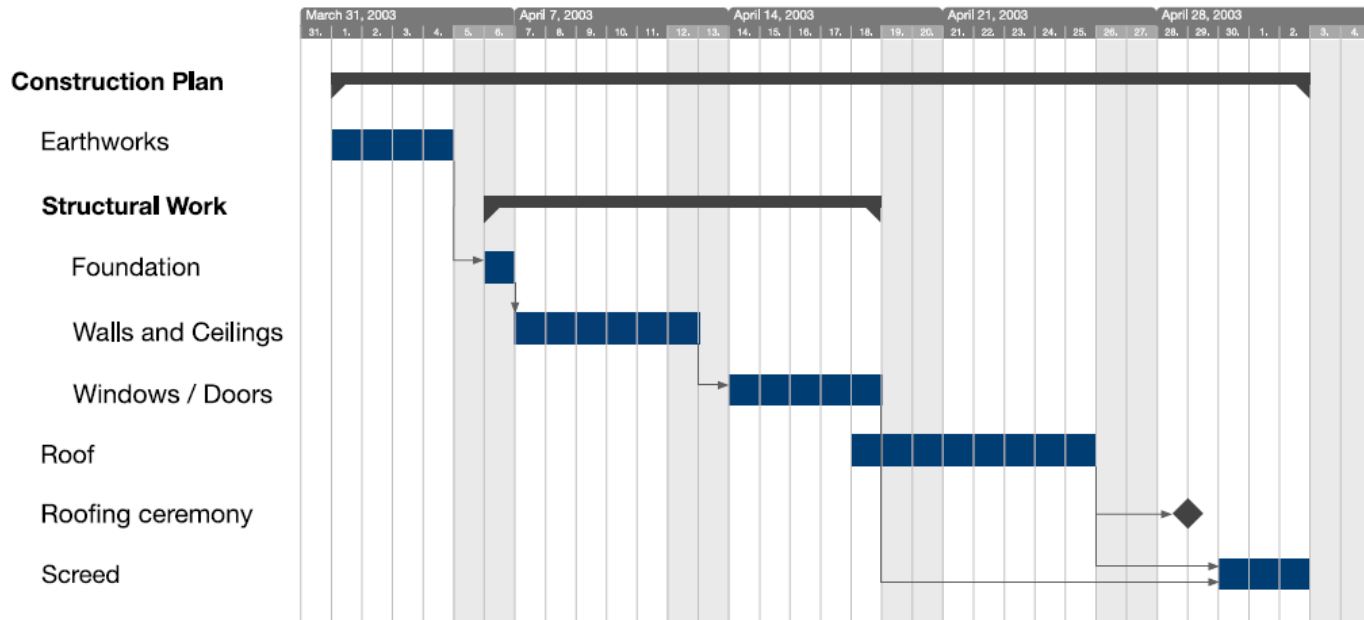 March 31, 2003 April 7, 2003 April 14, 2003 April 21, 2003 April 28, 2003
31. 1. 2. 3. 4. 5. 6. 7. 8. 9. 10. 11. 12. 13. 14. 15. 16. 17. 18. 19. 20. 21. 22. 23. 24. 25. 26. 27. 28. 29. 30. 1. 2. 3. 4.
Construction Plan
Earthworks
Structural Work
Foundation
Walls and Ceilings
Windows / Doors
Roof
Roofing ceremony
Screed